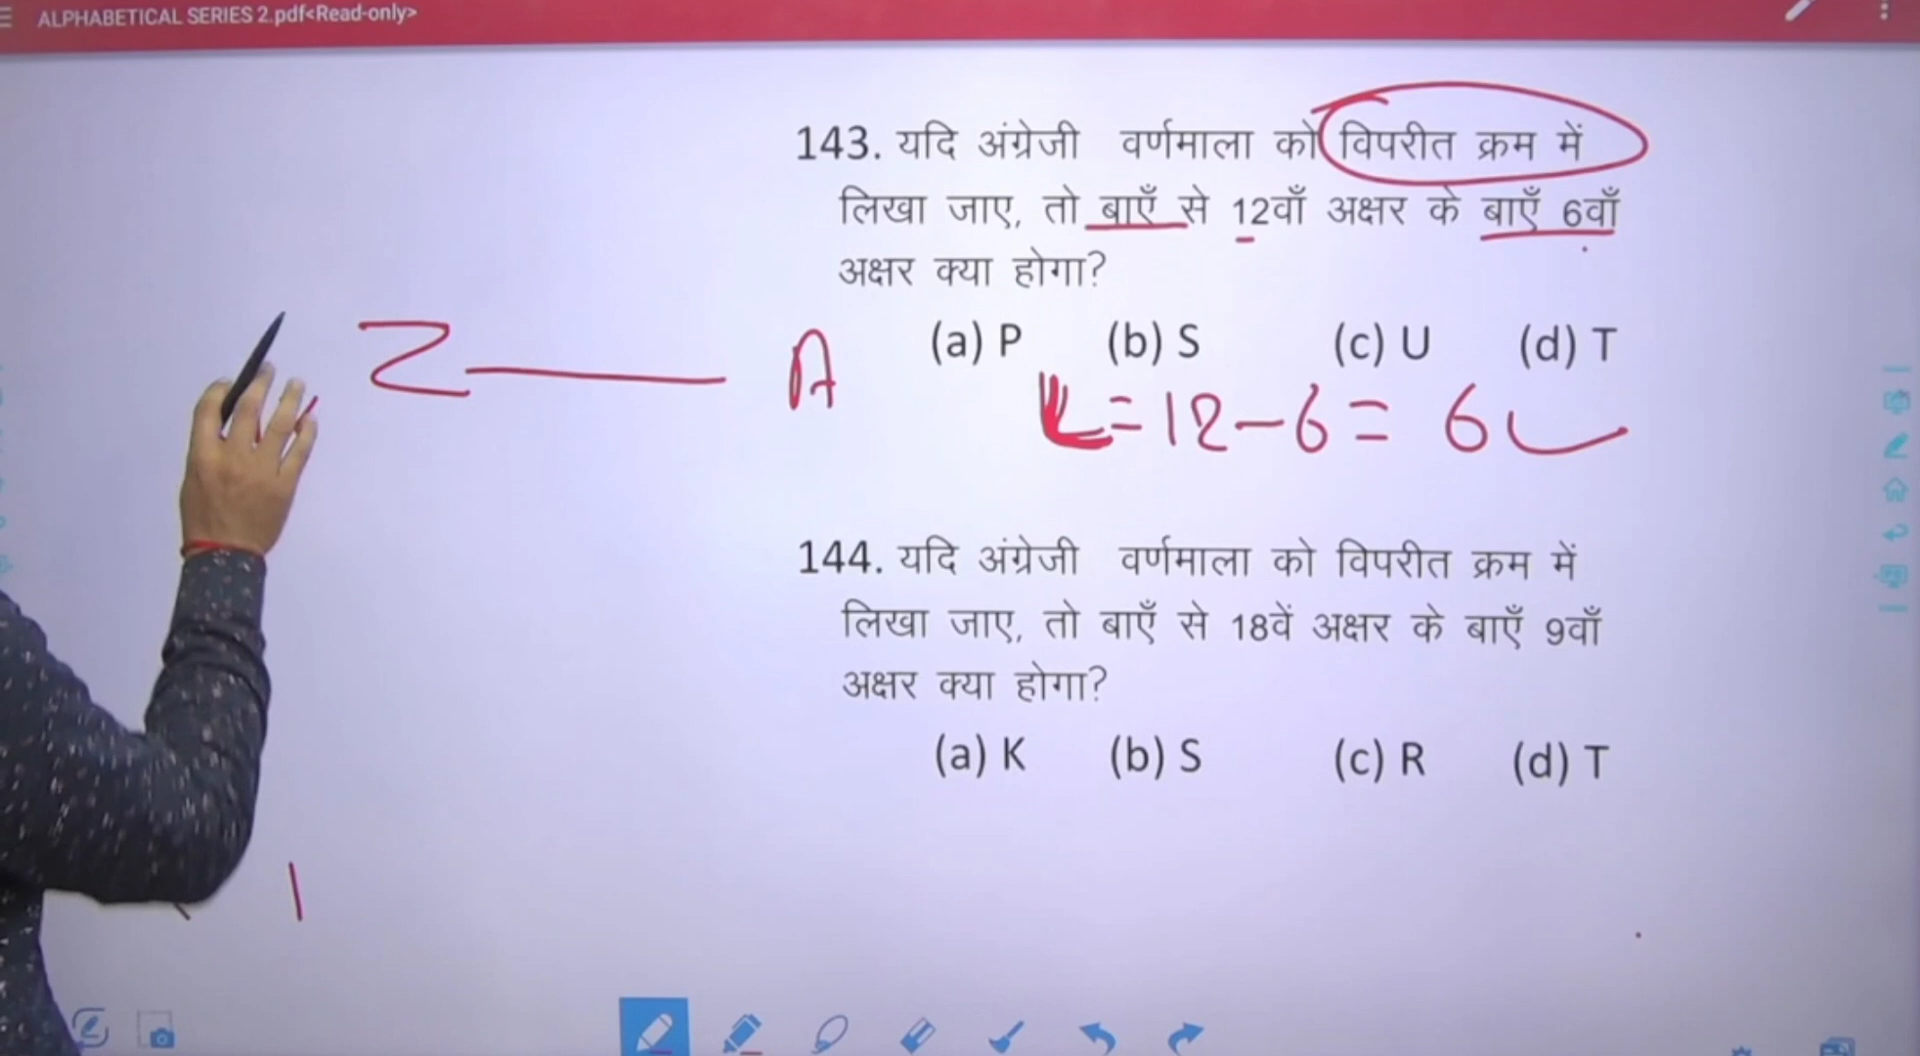 ALPHABETICAL SERIES 2.pdf<Read-only>
143. यदि अंग्रेजी वर्णमाला को विपरीत क्रम में
लिखा जाए, तो बाएँ से 12वाँ अक्षर के बाएँ 6वाँ
अक्षर क्या होगा?
(a) P (b) S (c) U (d) T
Z A
L = 12 - 6 = 6
144. यदि अंग्रेजी वर्णमाला को विपरीत क्रम में
लिखा जाए, तो बाएँ से 18वें अक्षर के बाएँ 9वाँ
अक्षर क्या होगा?
(a) K (b) S (c) R (d) T